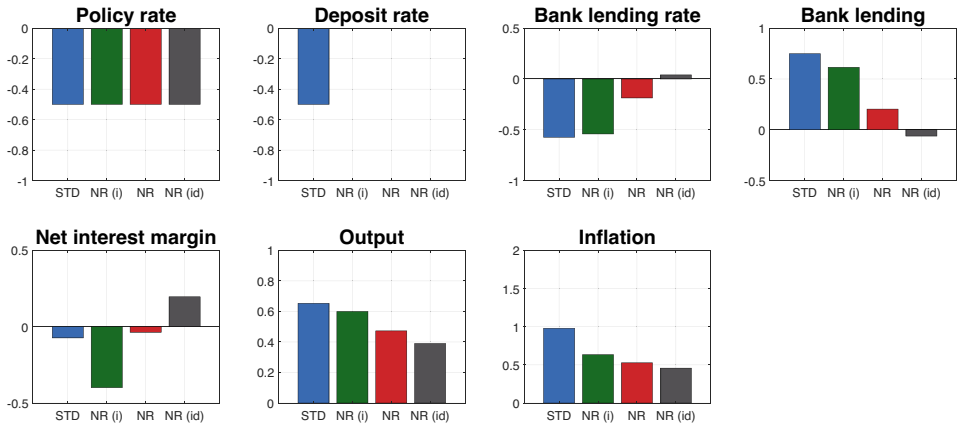 Policy rate
0
-0.2
-0.4
-0.6
-0.8
-1
STD NR (i) NR NR (id)
Deposit rate
0
-0.2
-0.4
-0.6
-0.8
-1
STD NR (i) NR NR (id)
Bank lending rate
0.5
0
-0.5
-1
STD NR (i) NR NR (id)
Bank lending
1
0.5
0
-0.5
STD NR (i) NR NR (id)
Net interest margin
0.5
0
-0.5
STD NR (i) NR NR (id)
Output
1
0.8
0.6
0.4
0.2
0
STD NR (i) NR NR (id)
Inflation
2
1.5
1
0.5
0
STD NR (i) NR NR (id)